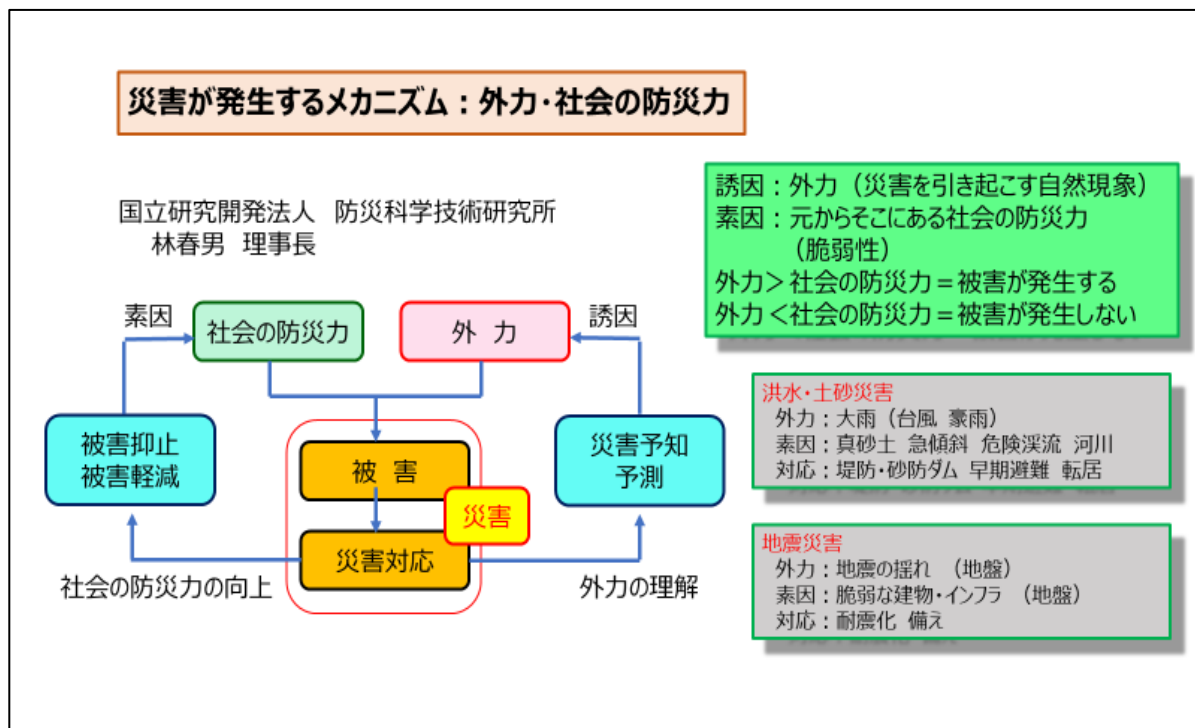 災害が発生するメカニズム：外力・社会の防災力
国立研究開発法人 防災科学技術研究所
林春男 理事長
誘因：外力（災害を引き起こす自然現象）
素因：元からそこにある社会の防災力
（脆弱性）
外力＞社会の防災力＝被害が発生する
外力＜社会の防災力＝被害が発生しない
素因
社会の防災力
外 力
誘因
被害抑止
被害軽減
被 害
災害
災害対応
災害予知
予測
社会の防災力の向上
外力の理解
洪水・土砂災害
外力：大雨（台風 豪雨）
素因：真砂土 急傾斜 危険渓流 河川
対応：堤防・砂防ダム 早期避難 転居
地震災害
外力：地震の揺れ （地盤）
素因：脆弱な建物・インフラ （地盤）
対応：耐震化 備え